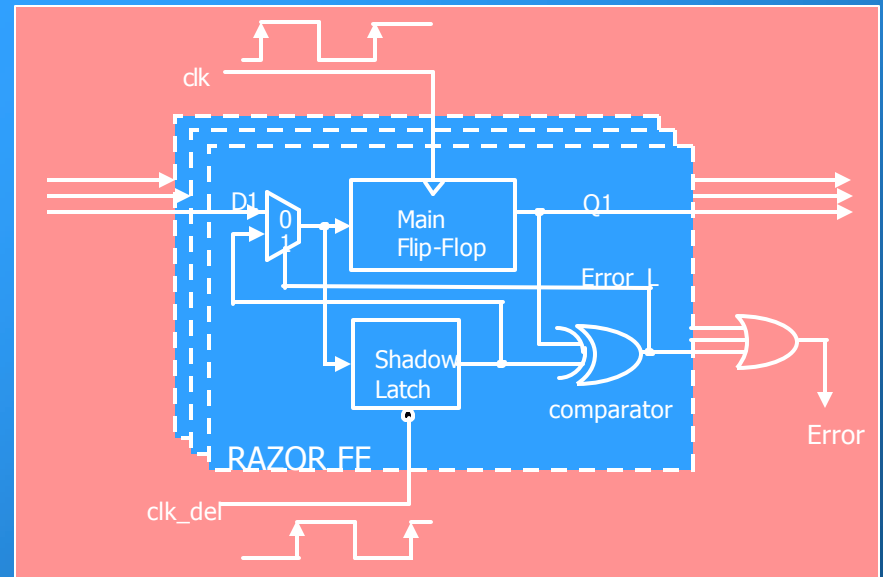 clk
D1
0
1
Main
Flip-Flop
Q1
Error_L
Shadow
Latch
comparator
Error
RAZOR FF
clk_del